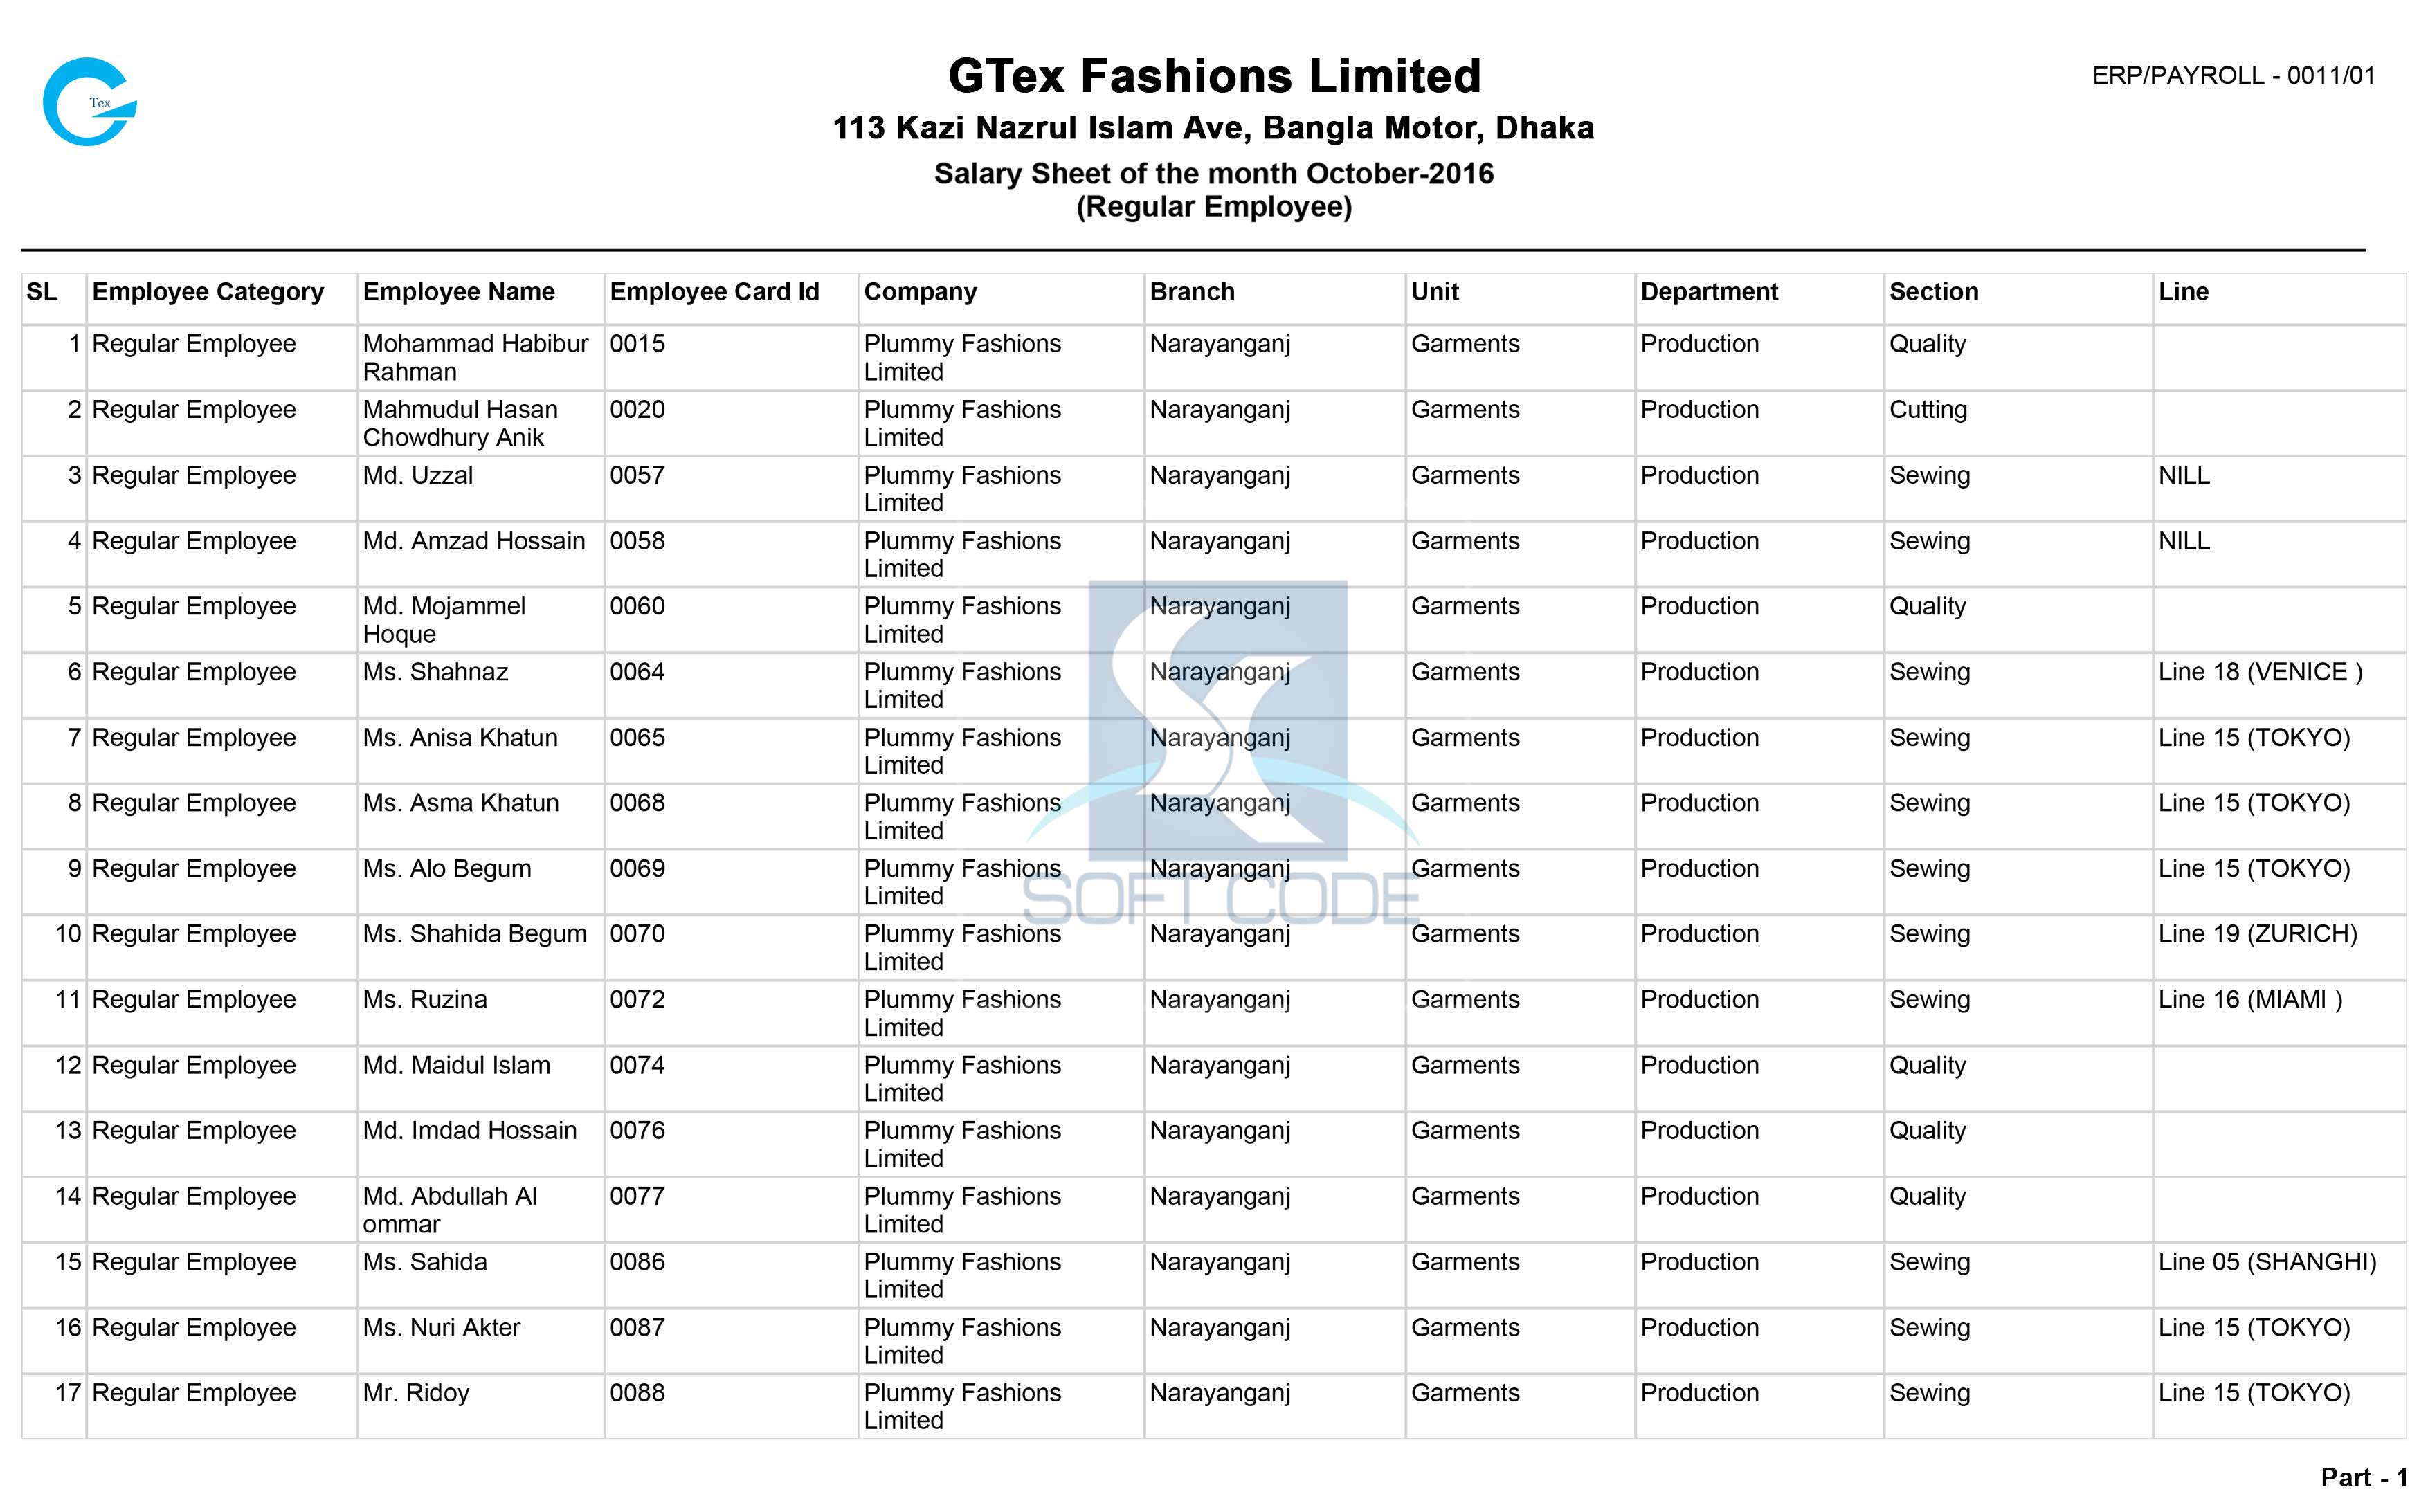 Tex
GTex Fashions Limited
ERP/PAYROLL - 0011/01
113 Kazi Nazrul Islam Ave, Bangla Motor, Dhaka
Salary Sheet of the month October-2016
(Regular Employee)
SL Employee Category Employee Name Employee Card Id Company Branch Unit Department Section Line
1 Regular Employee Mohammad Habibur 0015 Plummy Fashions Narayanganj Garments Production Quality
Rahman Limited
2 Regular Employee Mahmudul Hasan 0020 Plummy Fashions Narayanganj Garments Production Cutting
Chowdhury Anik Limited
3 Regular Employee Md. Uzzal 0057 Plummy Fashions Narayanganj Garments Production Sewing NILL
Limited
4 Regular Employee Md. Amzad Hossain 0058 Plummy Fashions Narayanganj Garments Production Sewing NILL
Limited
5 Regular Employee Md. Mojammel 0060 Plummy Fashions Narayanganj Garments Production Quality
Hoque Limited
6 Regular Employee Ms. Shahnaz 0064 Plummy Fashions Narayanganj Garments Production Sewing Line 18 (VENICE )
Limited
7 Regular Employee Ms. Anisa Khatun 0065 Plummy Fashions Narayanganj Garments Production Sewing Line 15 (TOKYO)
Limited
8 Regular Employee Ms. Asma Khatun 0068 Plummy Fashions Narayanganj Garments Production Sewing Line 15 (TOKYO)
Limited
9 Regular Employee Ms. Alo Begum 0069 Plummy Fashions Narayanganj Garments Production Sewing Line 15 (TOKYO)
Limited
SOFT CODE
10 Regular Employee Ms. Shahida Begum 0070 Plummy Fashions Narayanganj Garments Production Sewing Line 19 (ZURICH)
Limited
11 Regular Employee Ms. Ruzina 0072 Plummy Fashions Narayanganj Garments Production Sewing Line 16 (MIAMI )
Limited
12 Regular Employee Md. Maidul Islam 0074 Plummy Fashions Narayanganj Garments Production Quality
Limited
13 Regular Employee Md. Imdad Hossain 0076 Plummy Fashions Narayanganj Garments Production Quality
Limited
14 Regular Employee Md. Abdullah Al 0077 Plummy Fashions Narayanganj Garments Production Quality
ommar Limited
15 Regular Employee Ms. Sahida 0086 Plummy Fashions Narayanganj Garments Production Sewing Line 05 (SHANGHI)
Limited
16 Regular Employee Ms. Nuri Akter 0087 Plummy Fashions Narayanganj Garments Production Sewing Line 15 (TOKYO)
Limited
17 Regular Employee Mr. Ridoy 0088 Plummy Fashions Narayanganj Garments Production Sewing Line 15 (TOKYO)
Limited
Part - 1